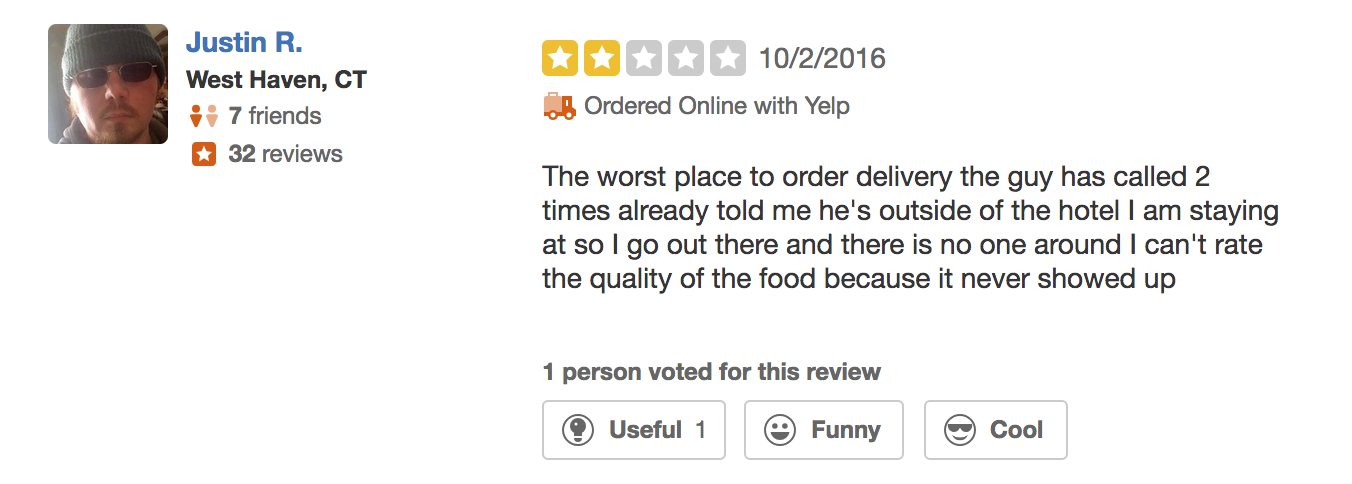 Justin R.
West Haven, CT
7 friends
32 reviews
10/2/2016
Ordered Online with Yelp
The worst place to order delivery the guy has called 2
times already told me he's outside of the hotel I am staying
at so I go out there and there is no one around I can't rate
the quality of the food because it never showed up
1 person voted for this review
Useful 1
Funny
Cool